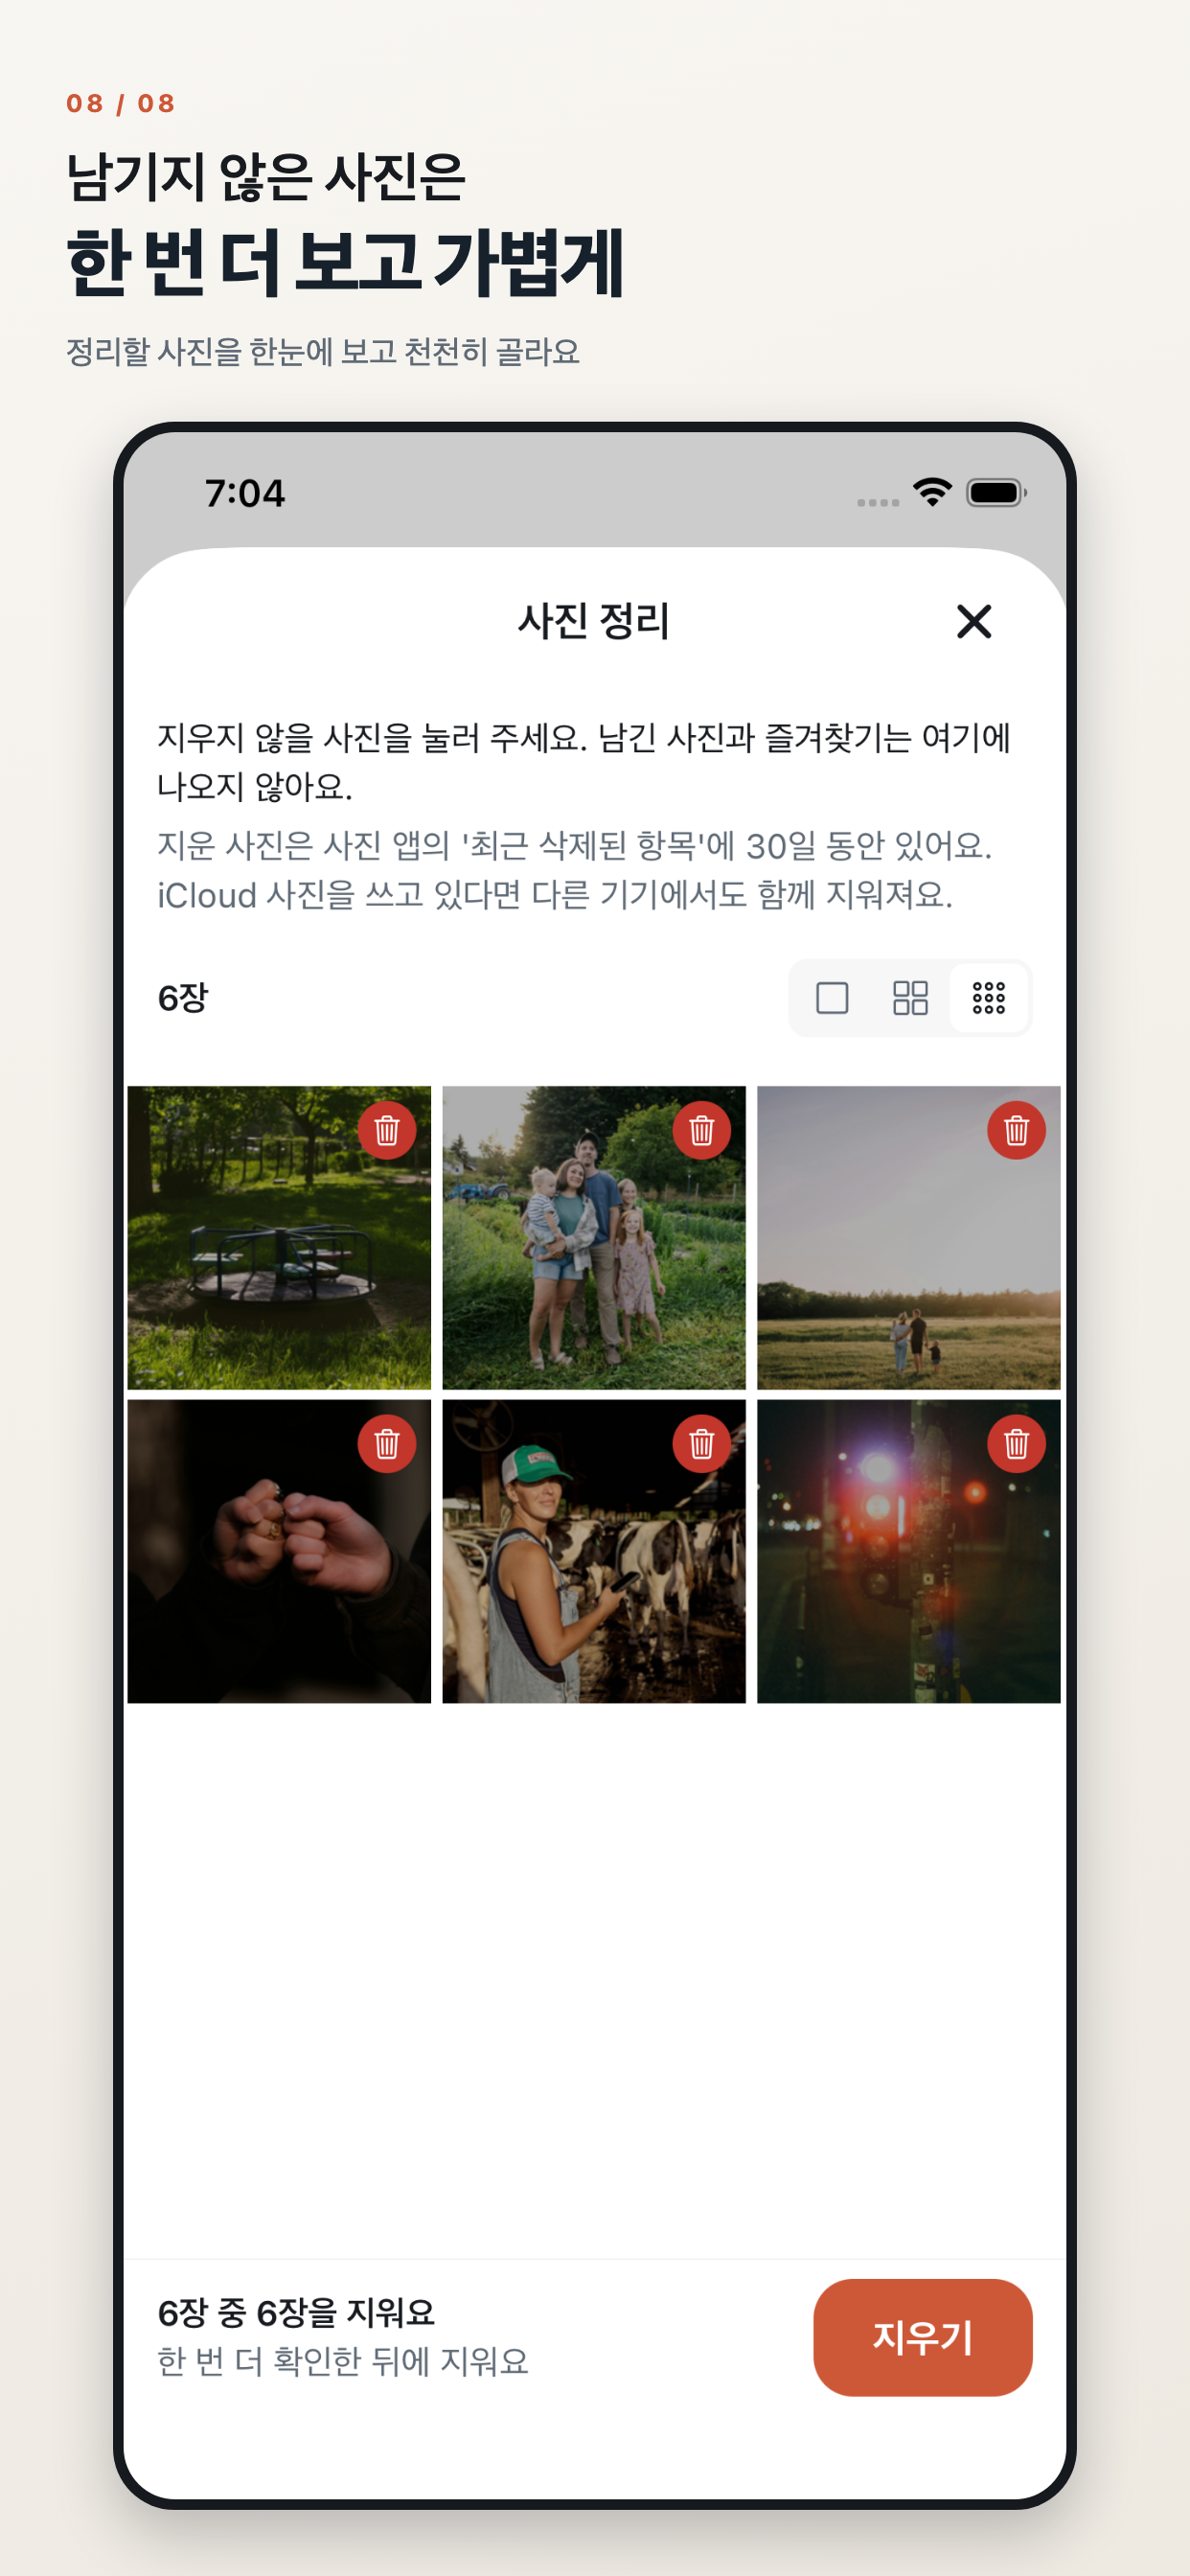 08 / 08
남기지 않은 사진은
한 번 더 보고 가볍게
정리할 사진을 한눈에 보고 천천히 골라요
7:04
사진 정리
지우지 않을 사진을 눌러 주세요. 남긴 사진과 즐겨찾기는 여기에
나오지 않아요.
지운 사진은 사진 앱의 '최근 삭제된 항목'에 30일 동안 있어요.
iCloud 사진을 쓰고 있다면 다른 기기에서도 함께 지워져요.
6장
6장 중 6장을 지워요
한 번 더 확인한 뒤에 지워요
지우기